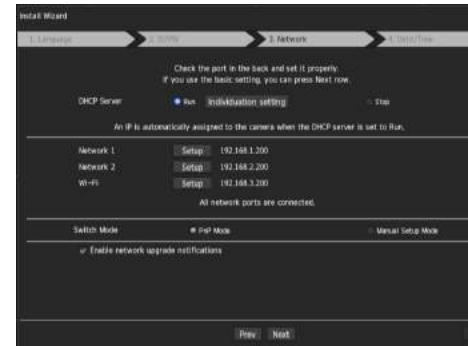 Install Wizard
1. Language 2. ID/PW 3. Network 4. Date/Time
Check the port in the back and set it properly.
If you use the basic setting, you can press Next now.
DHCP Server Run Individuation setting Stop
An IP is automatically assigned to the camera when the DHCP server is set to Run.
Network 1 Setup 192.168.1.200
Network 2 Setup 192.168.2.200
Wi-Fi Setup 192.168.3.200
All network ports are connected.
Switch Mode PnP Mode Manual Setup Mode
Enable network upgrade notifications
Prev Next